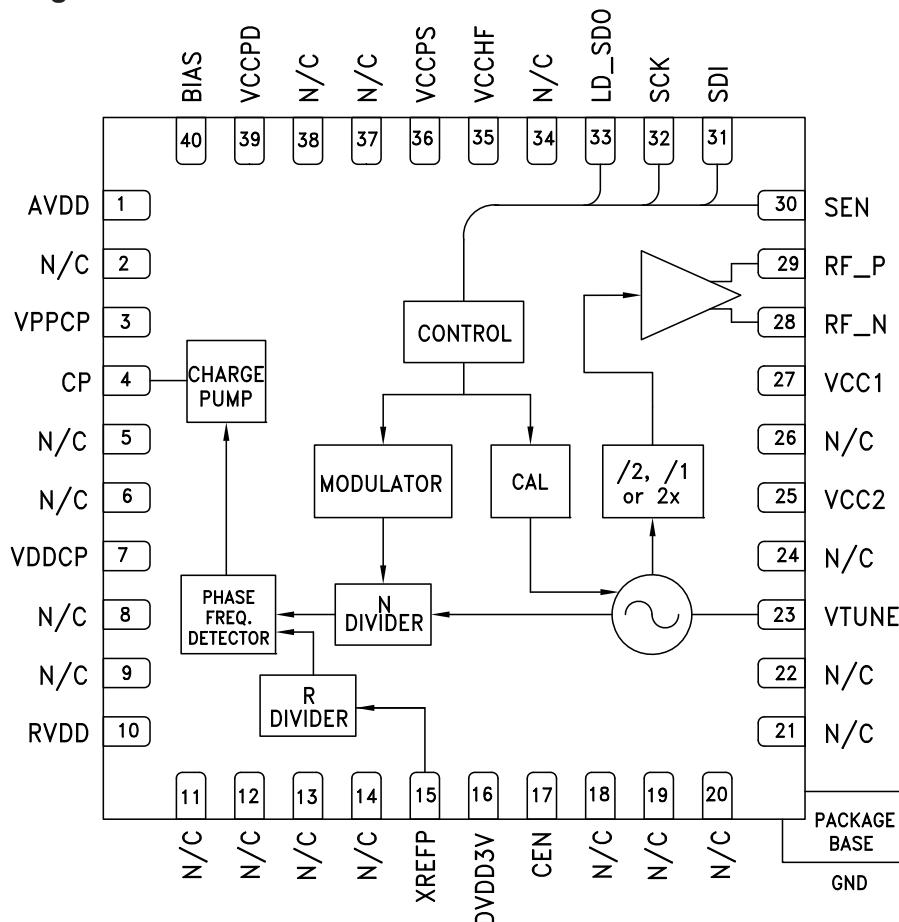 BIAS
VCCPD
N/C
N/C
VCCPS
VCCHF
N/C
LD_SDO
SCK
SDI
40
39
38
37
36
35
34
33
32
31
AVDD 1
N/C 2
VPPCP 3
CP 4
N/C 5
N/C 6
VDDCP 7
N/C 8
N/C 9
RVDD 10
30 SEN
29 RF_P
28 RF_N
27 VCC1
26 N/C
25 VCC2
24 N/C
23 VTUNE
22 N/C
21 N/C
CONTROL
CHARGE
PUMP
MODULATOR
CAL
/2, /1
or 2x
PHASE
FREQ.
DETECTOR
N
DIVIDER
R
DIVIDER
11
12
13
14
15
16
17
18
19
20
N/C
N/C
N/C
N/C
XREFP
DVDD3V
CEN
N/C
N/C
N/C
PACKAGE
BASE
GND